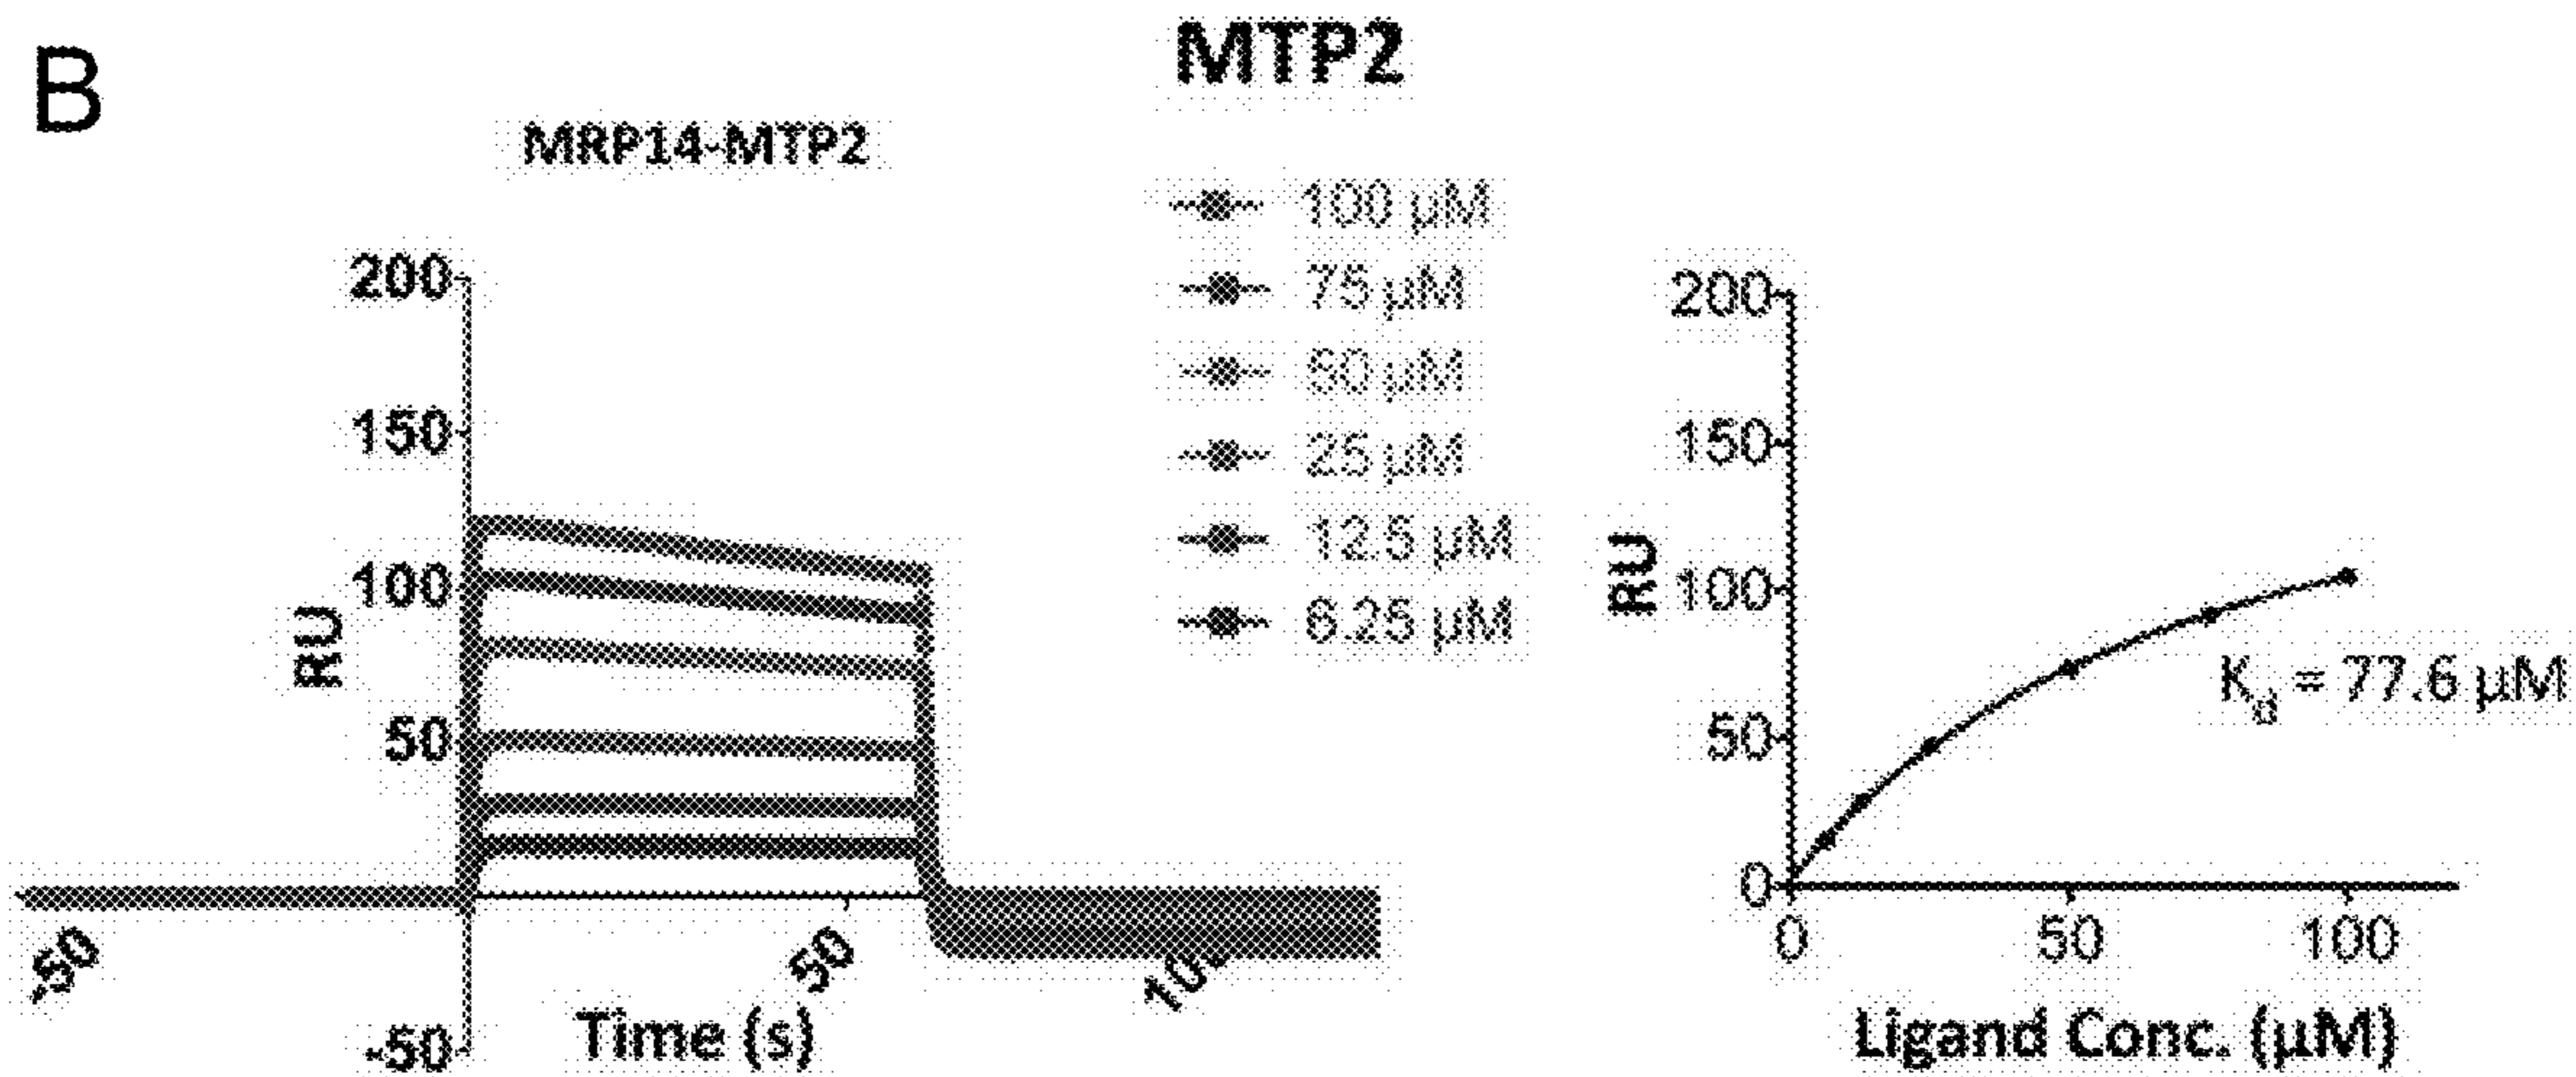 B
MTP2
MRP14-MTP2
100 µM
75 µM
50 µM
25 µM
12.5 µM
6.25 µM
200
150
100
50
-50
RU
-50
50
Time (s)
200
150
100
50
0
RU
0
50
100
Ligand Conc. (µM)
Kd = 77.6 µM